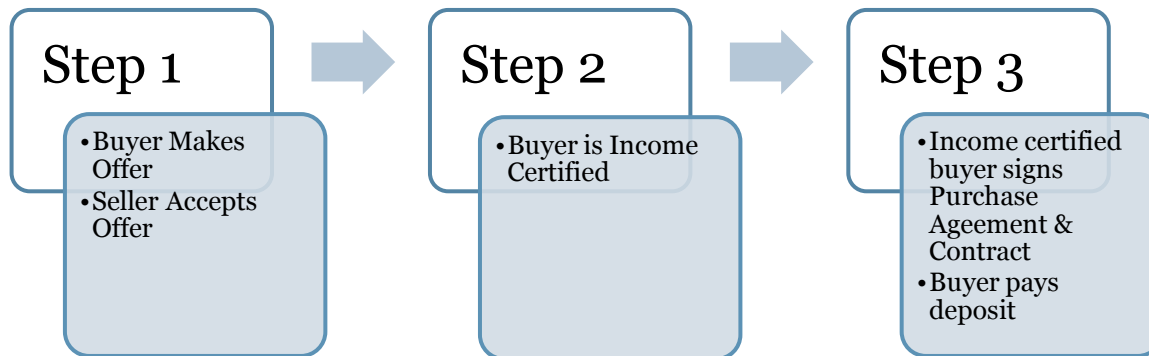 Step 1
•Buyer Makes
Offer
•Seller Accepts
Offer
Step 2
•Buyer is Income
Certified
Step 3
•Income certified
buyer signs
Purchase
Ageement &
Contract
•Buyer pays
deposit